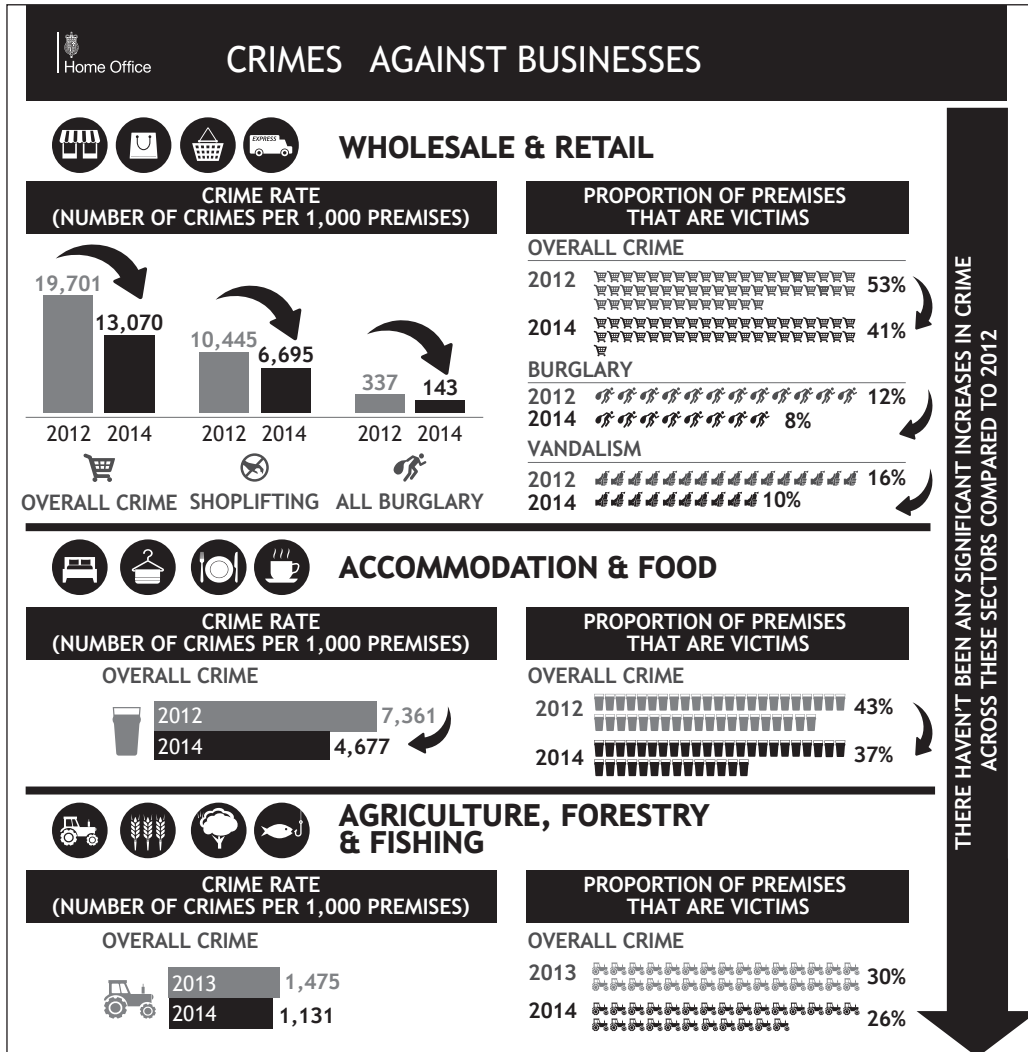 Home Office
CRIMES AGAINST BUSINESSES
EXPRESS
WHOLESALE & RETAIL
CRIME RATE
(NUMBER OF CRIMES PER 1,000 PREMISES)
19,701
13,070
10,445
6,695
337
143
2012 2014
2012 2014
2012 2014
OVERALL CRIME
SHOPLIFTING
ALL BURGLARY
PROPORTION OF PREMISES
THAT ARE VICTIMS
OVERALL CRIME
2012 53%
2014 41%
BURGLARY
2012 12%
2014 8%
VANDALISM
2012 16%
2014 10%
ACCOMMODATION & FOOD
CRIME RATE
(NUMBER OF CRIMES PER 1,000 PREMISES)
OVERALL CRIME
2012 7,361
2014 4,677
PROPORTION OF PREMISES
THAT ARE VICTIMS
OVERALL CRIME
2012 43%
2014 37%
AGRICULTURE, FORESTRY
& FISHING
CRIME RATE
(NUMBER OF CRIMES PER 1,000 PREMISES)
OVERALL CRIME
2013 1,475
2014 1,131
PROPORTION OF PREMISES
THAT ARE VICTIMS
OVERALL CRIME
2013 30%
2014 26%
THERE HAVEN'T BEEN ANY SIGNIFICANT INCREASES IN CRIME
ACROSS THESE SECTORS COMPARED TO 2012